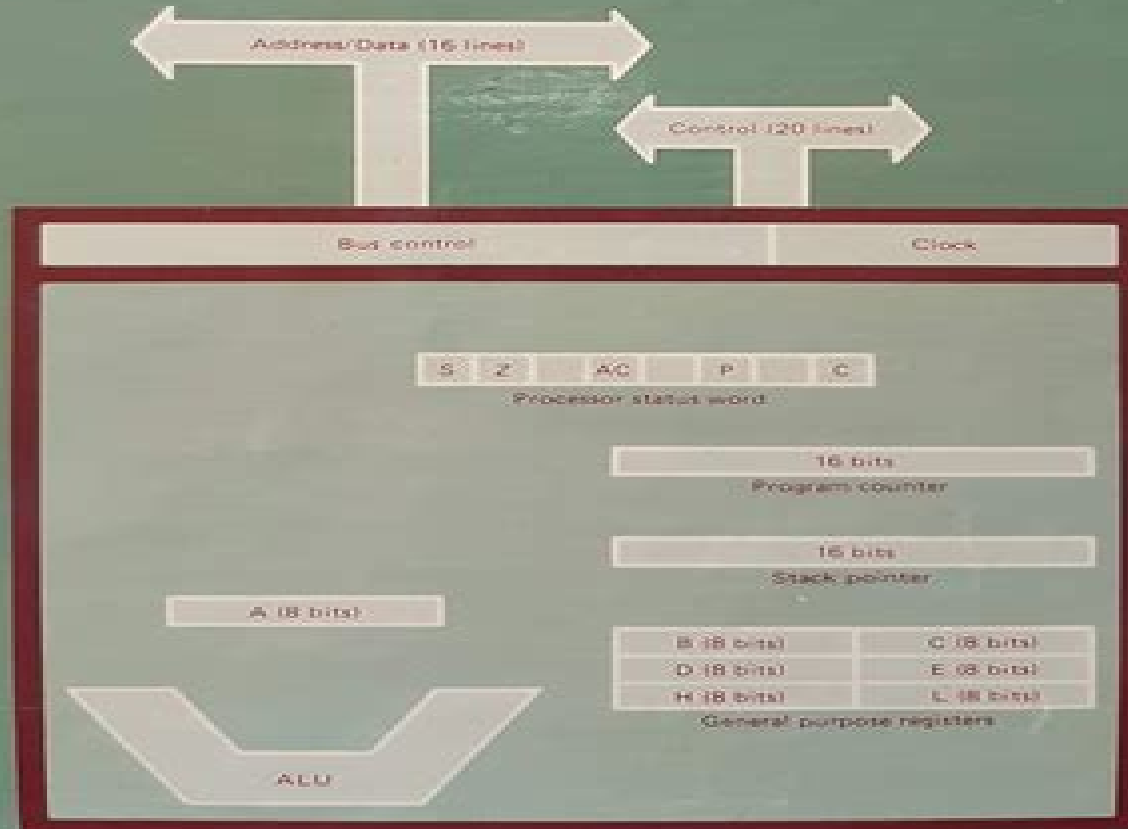 Address/Data (16 lines)
Control (20 lines)
Bus control
Clock
S Z AC P C
Processor status word
16 bits
Program counter
16 bits
Stack pointer
A (8 bits)
B (8 bits) C (8 bits)
D (8 bits) E (8 bits)
H (8 bits) L (8 bits)
General purpose registers
ALU